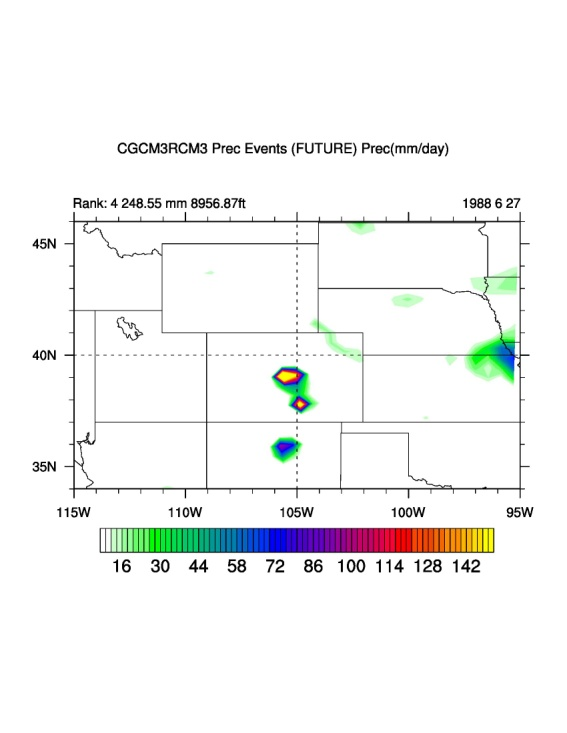 CGCM3RCM3 Prec Events (FUTURE) Prec(mm/day)
Rank: 4 248.55 mm 8956.87ft 1988 6 27
45N
40N
35N
115W 110W 105W 100W 95W
16 30 44 58 72 86 100 114 128 142